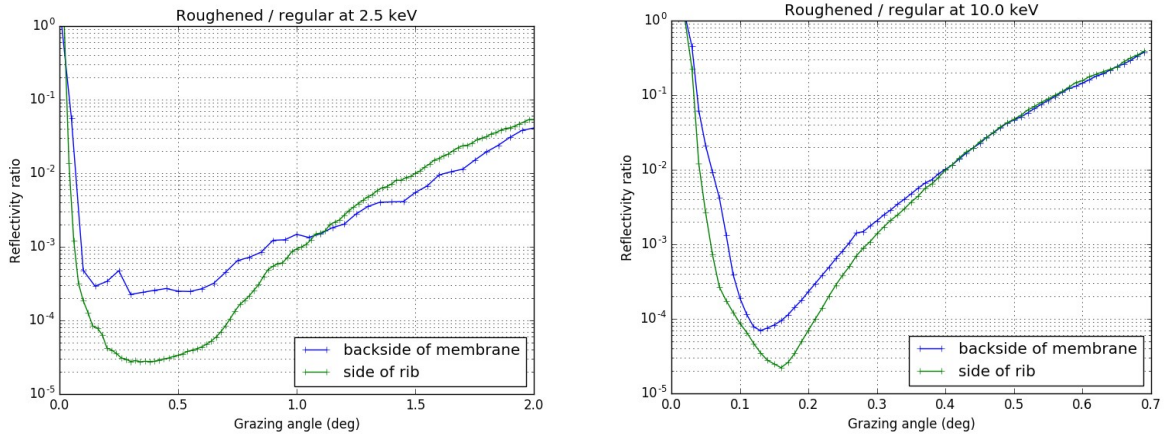 Roughened / regular at 2.5 keV
10^0
10^-1
10^-2
10^-3
10^-4
10^-5
Reflectivity ratio
backside of membrane
side of rib
0.0 0.5 1.0 1.5 2.0
Grazing angle (deg)
Roughened / regular at 10.0 keV
10^0
10^-1
10^-2
10^-3
10^-4
10^-5
Reflectivity ratio
backside of membrane
side of rib
0.0 0.1 0.2 0.3 0.4 0.5 0.6 0.7
Grazing angle (deg)